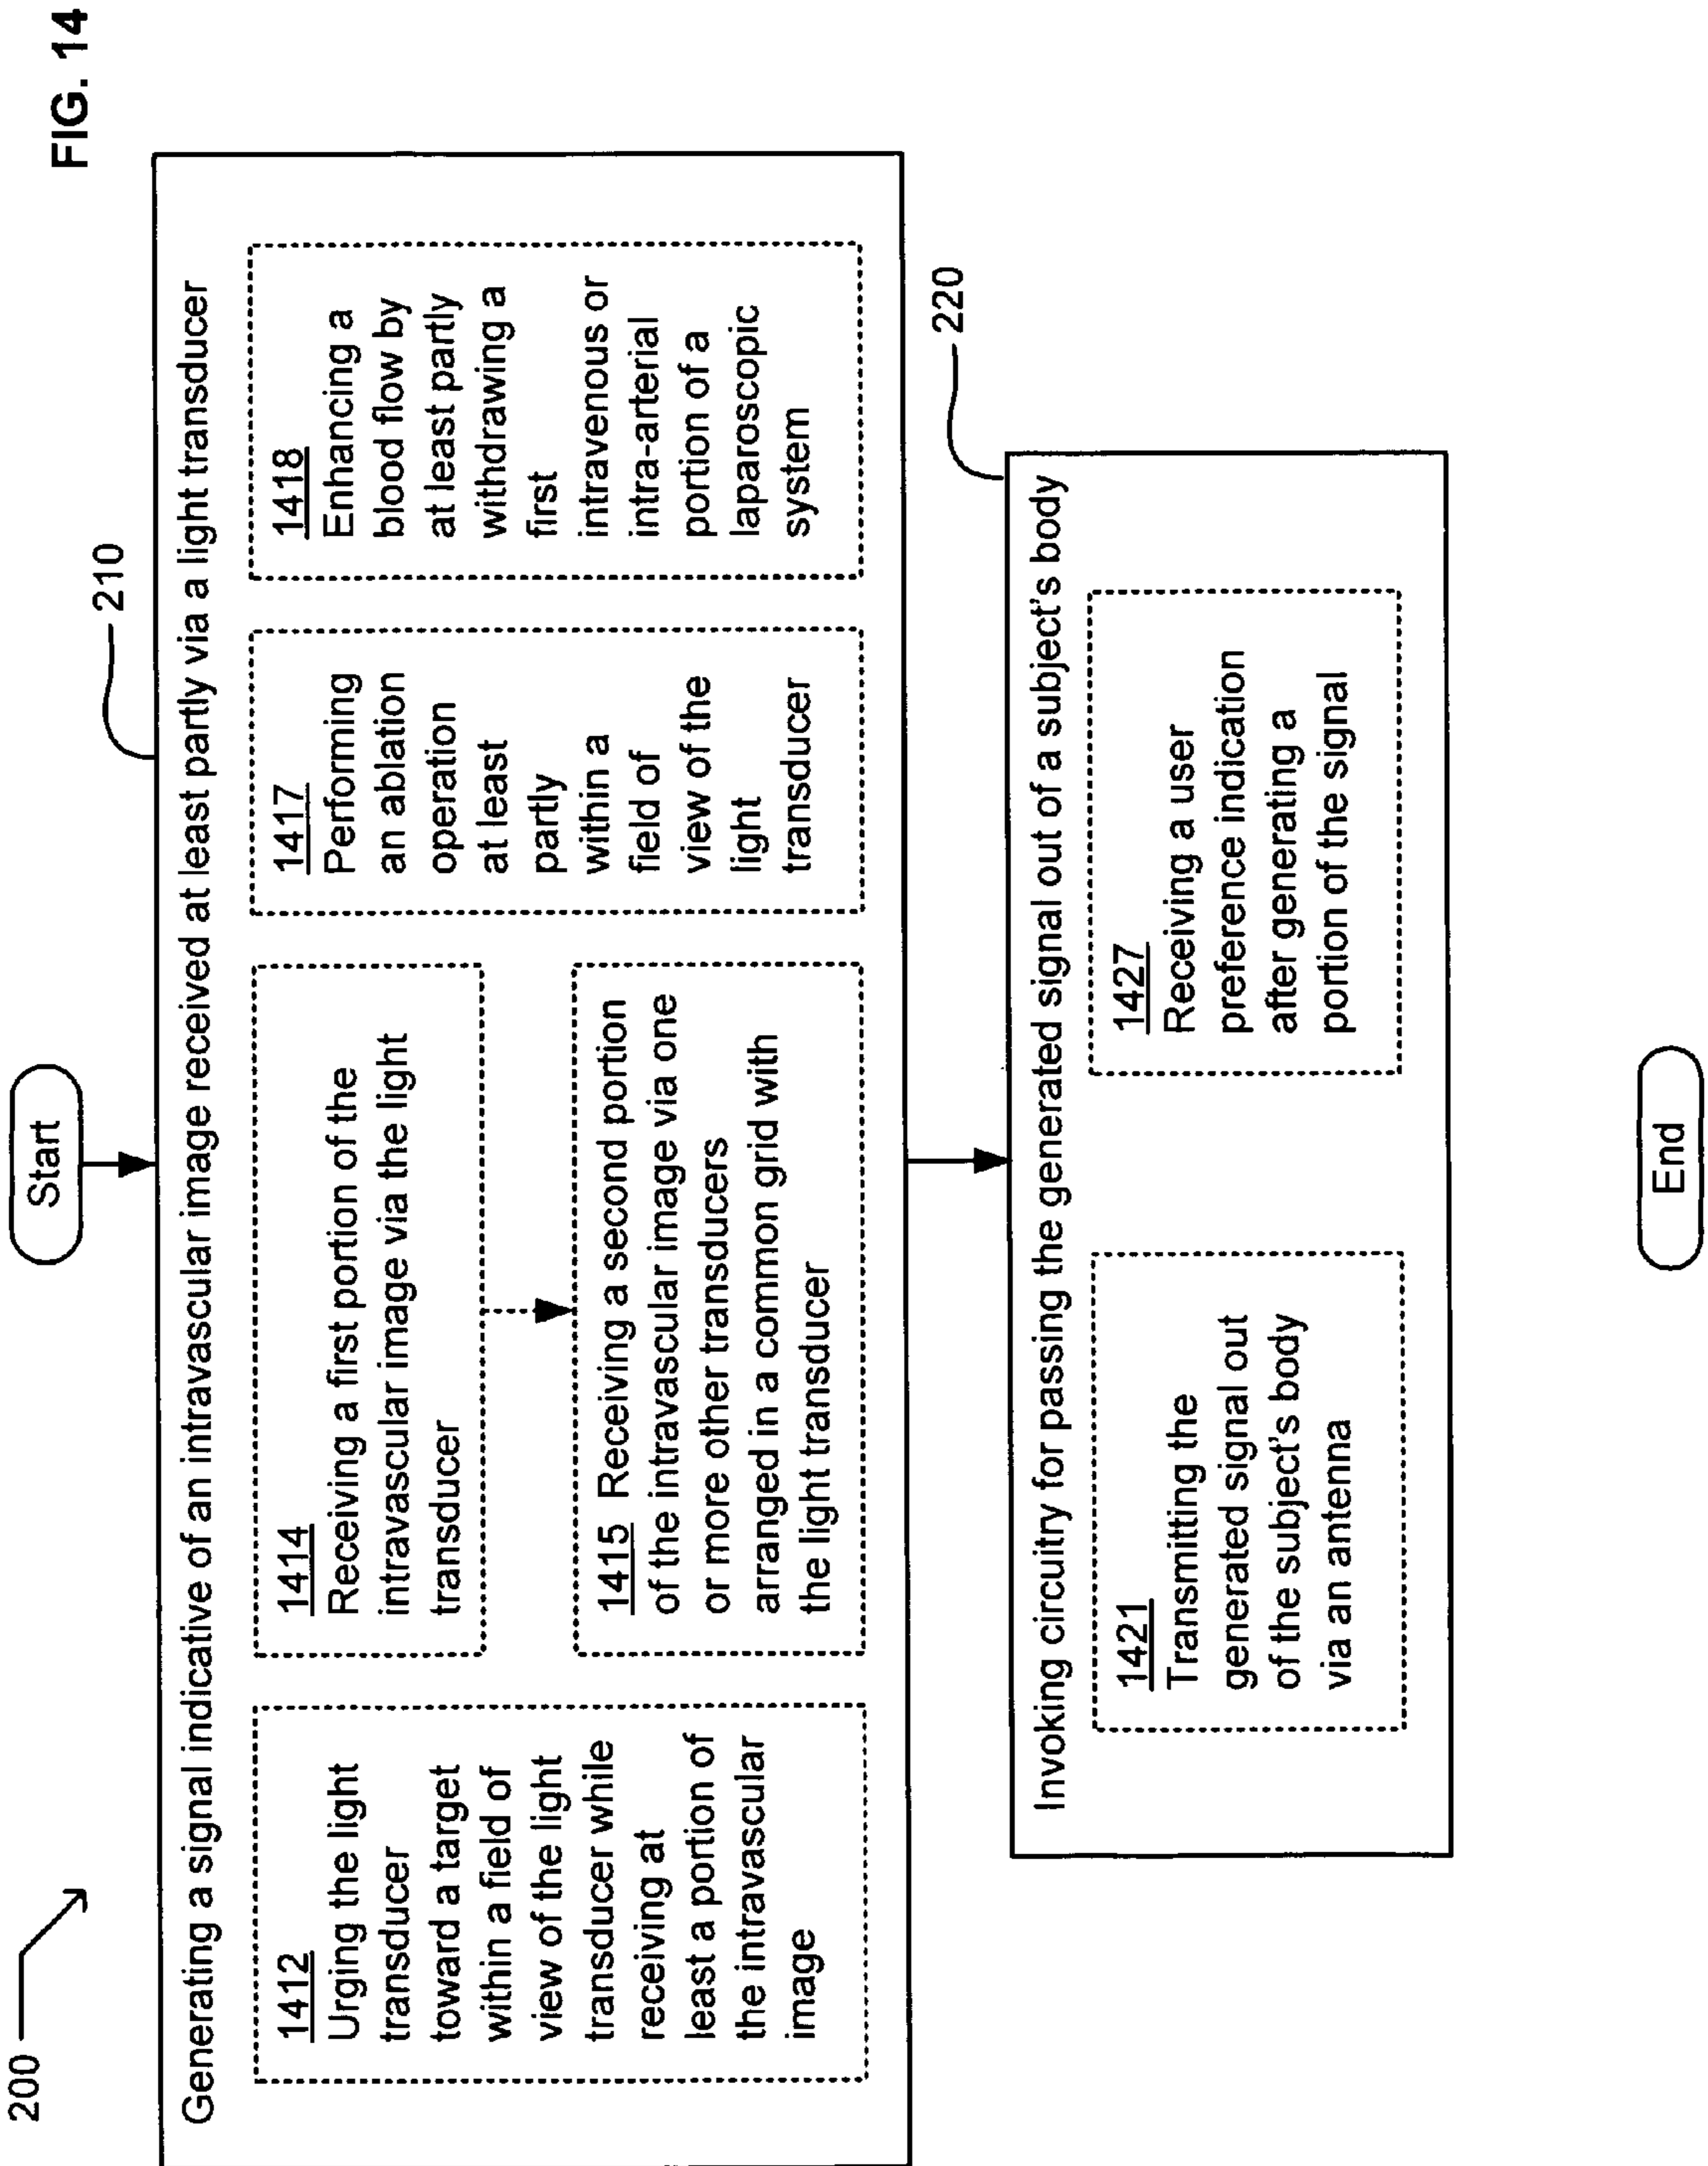 FIG. 14
200
Start
210
Generating a signal indicative of an intravascular image received at least partly via a light transducer
1412
Urging the light
transducer
toward a target
within a field of
view of the light
transducer while
receiving at
least a portion of
the intravascular
image
1414
Receiving a first portion of the
intravascular image via the light
transducer
1415 Receiving a second portion
of the intravascular image via one
or more other transducers
arranged in a common grid with
the light transducer
1417
Performing
an ablation
operation
at least
partly
within a
field of
view of the
light
transducer
1418
Enhancing a
blood flow by
at least partly
withdrawing a
first
intravenous or
intra-arterial
portion of a
laparoscopic
system
220
Invoking circuitry for passing the generated signal out of a subject's body
1421
Transmitting the
generated signal out
of the subject's body
via an antenna
1427
Receiving a user
preference indication
after generating a
portion of the signal
End